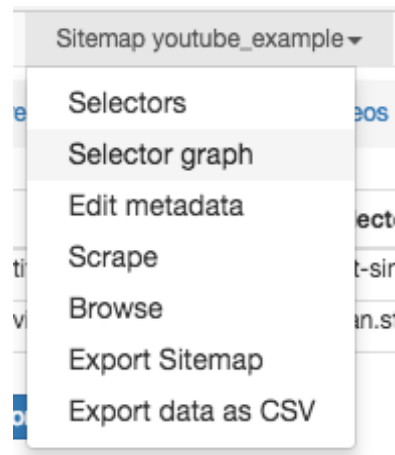 Sitemap youtube_example
Selectors
Selector graph
Edit metadata
Scrape
Browse
Export Sitemap
Export data as CSV